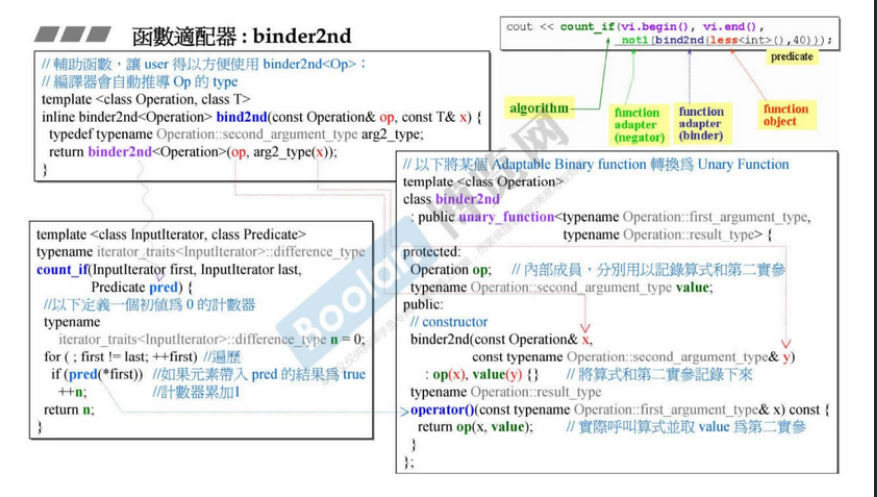 函數適配器 : binder2nd
cout << count_if(vi.begin(), vi.end(),
not1(bind2nd(less<int>(),40)));
predicate
algorithm
function
adapter
(negator)
function
adapter
(binder)
function
object
// 輔助函數，讓 user 得以方便使用 binder2nd<Op>：
// 編譯器會自動推導 Op 的 type
template <class Operation, class T>
inline binder2nd<Operation> bind2nd(const Operation& op, const T& x) {
typedef typename Operation::second_argument_type arg2_type;
return binder2nd<Operation>(op, arg2_type(x));
}
template <class InputIterator, class Predicate>
typename iterator_traits<InputIterator>::difference_type
count_if(InputIterator first, InputIterator last,
Predicate pred) {
//以下定義一個初值爲 0 的計數器
typename
iterator_traits<InputIterator>::difference_type n = 0;
for ( ; first != last; ++first) //遍歷
if (pred(*first)) //如果元素帶入 pred 的結果爲 true
++n; //計數器累加1
return n;
}
// 以下將某個 Adaptable Binary function 轉換爲 Unary Function
template <class Operation>
class binder2nd
: public unary_function<typename Operation::first_argument_type,
typename Operation::result_type> {
protected:
Operation op; // 內部成員，分別用以記錄算式和第二實參
typename Operation::second_argument_type value;
public:
// constructor
binder2nd(const Operation& x,
const typename Operation::second_argument_type& y)
: op(x), value(y) {} // 將算式和第二實參記錄下來
typename Operation::result_type
operator()(const typename Operation::first_argument_type& x) const {
return op(x, value); // 實際呼叫算式並取 value 爲第二實參
}
};
Boolan 博览网